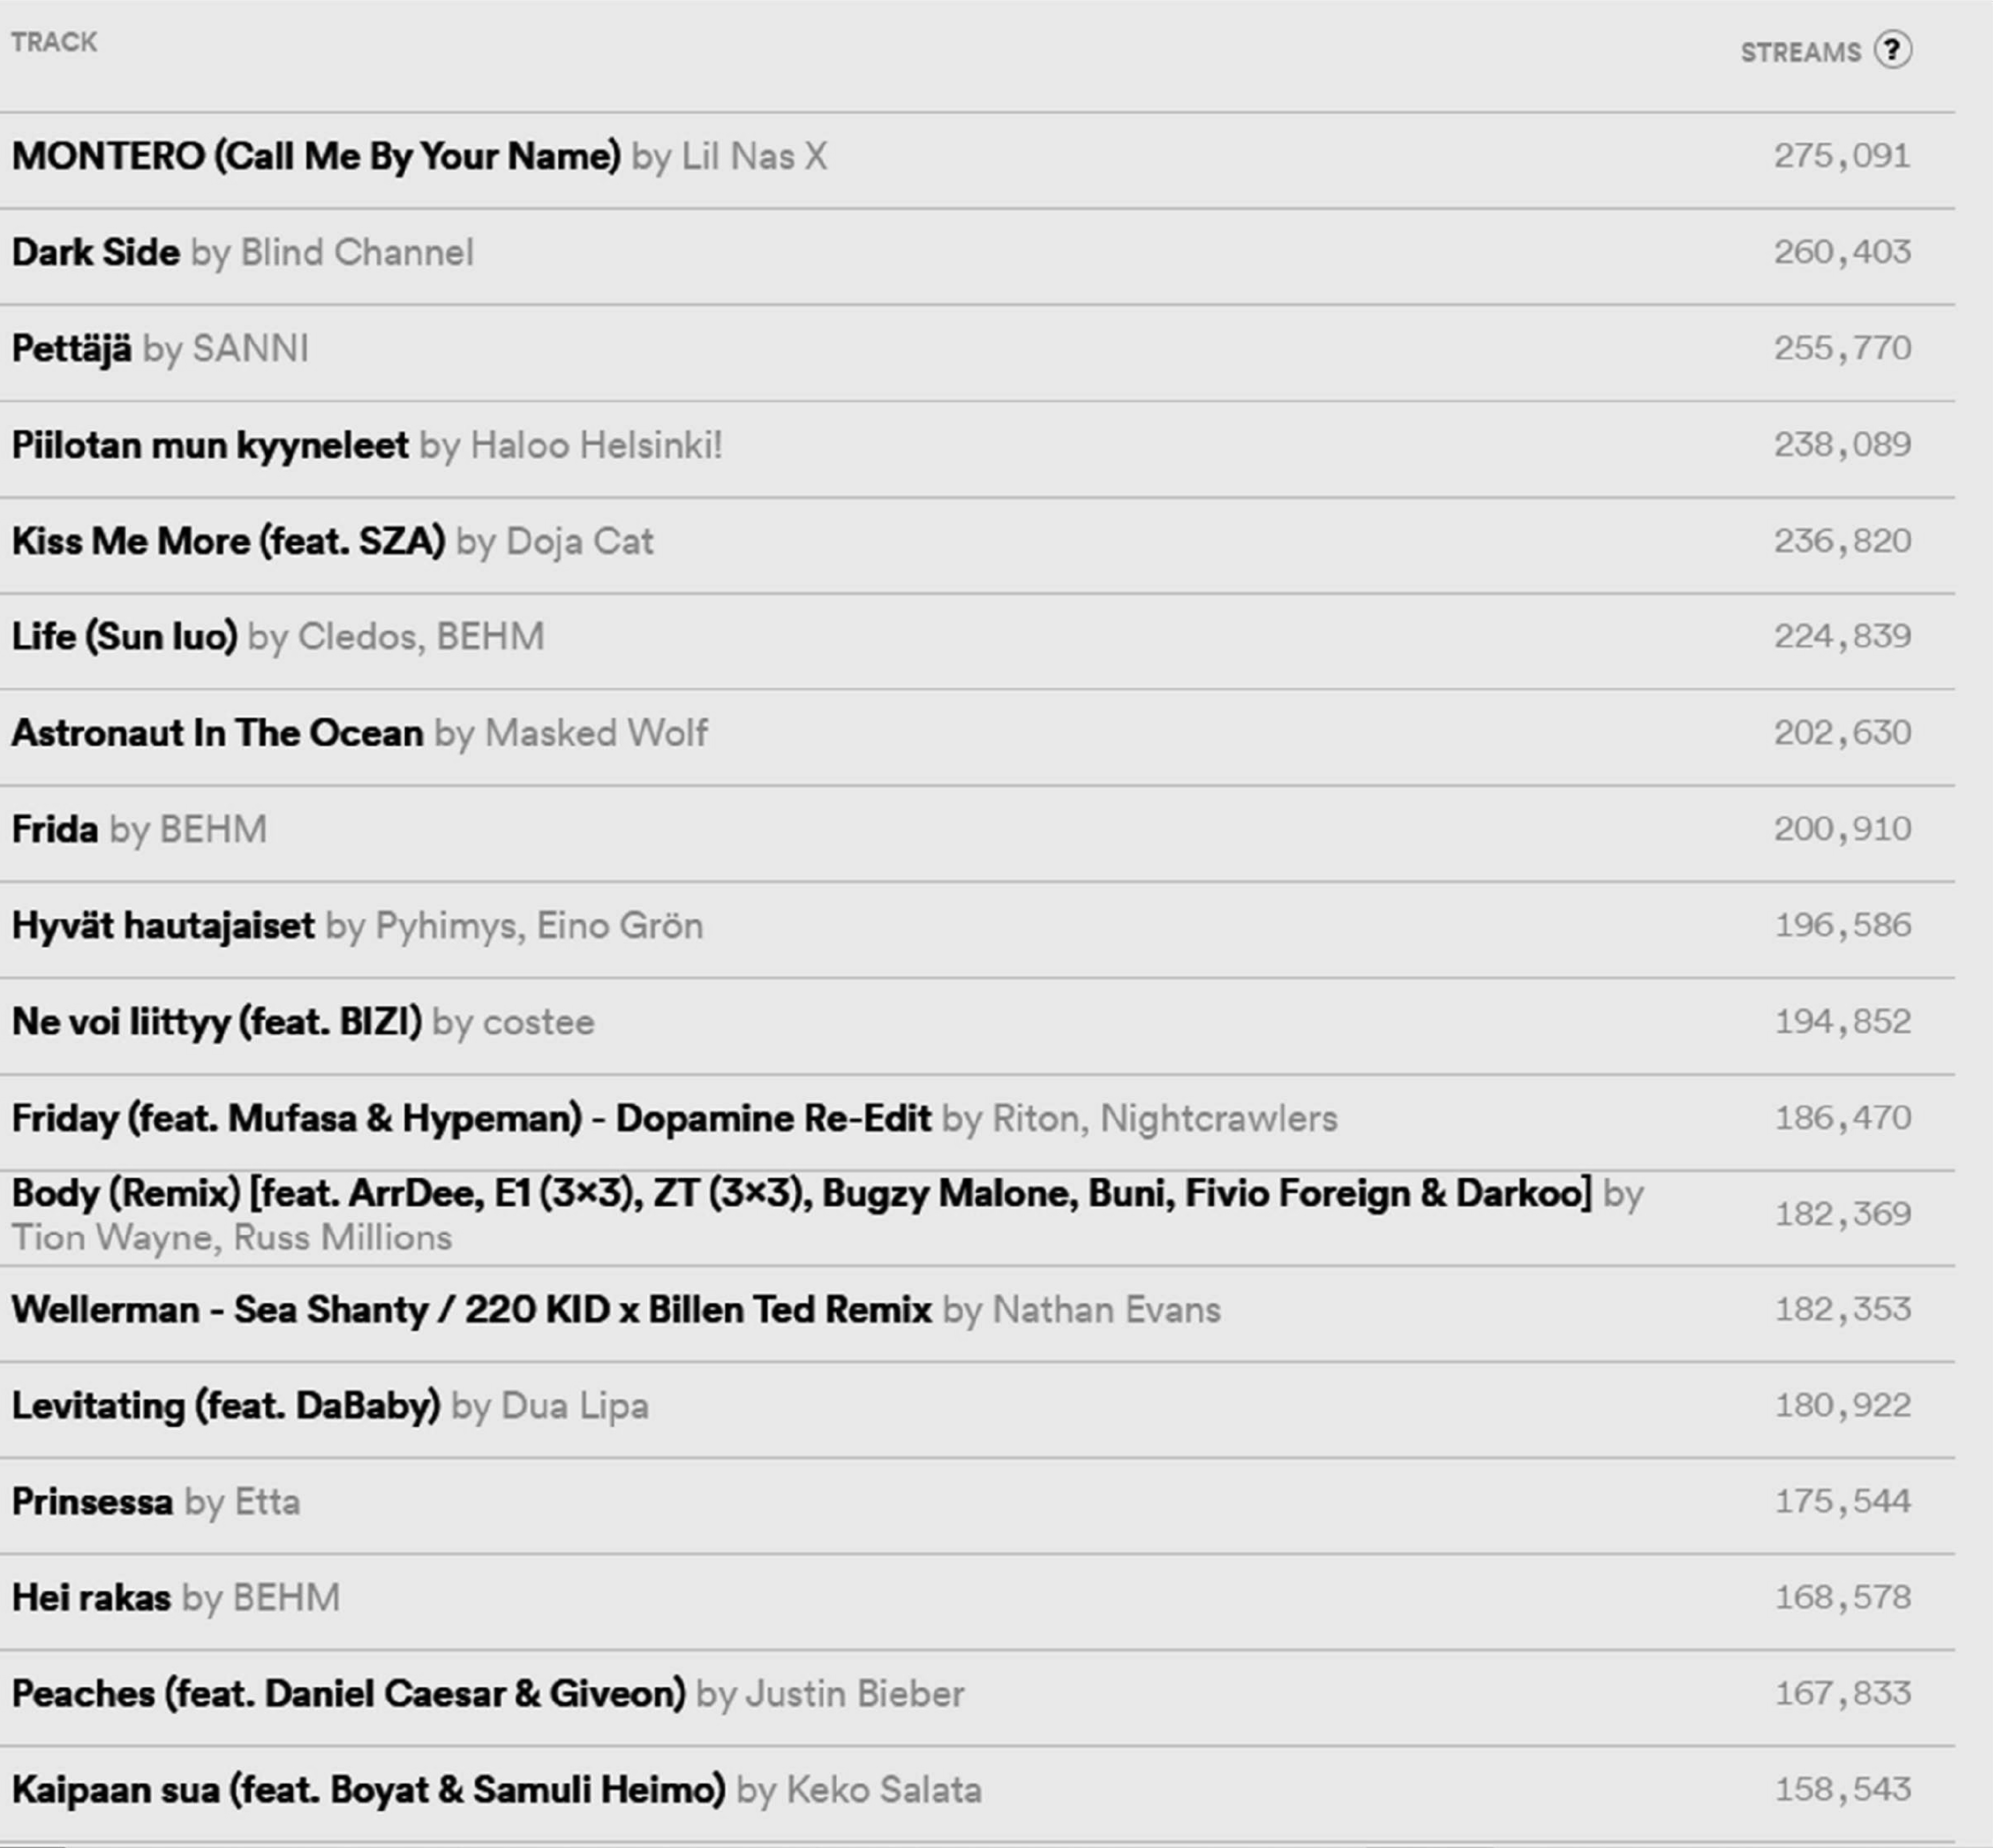 TRACK STREAMS ?
MONTERO (Call Me By Your Name) by Lil Nas X 275,091
Dark Side by Blind Channel 260,403
Pettäjä by SANNI 255,770
Piilotan mun kyyneleet by Haloo Helsinki! 238,089
Kiss Me More (feat. SZA) by Doja Cat 236,820
Life (Sun luo) by Cledos, BEHM 224,839
Astronaut In The Ocean by Masked Wolf 202,630
Frida by BEHM 200,910
Hyvät hautajaiset by Pyhimys, Eino Grön 196,586
Ne voi liittyy (feat. BIZI) by costee 194,852
Friday (feat. Mufasa & Hypeman) - Dopamine Re-Edit by Riton, Nightcrawlers 186,470
Body (Remix) [feat. ArrDee, E1 (3×3), ZT (3×3), Bugzy Malone, Buni, Fivio Foreign & Darkoo] by
Tion Wayne, Russ Millions 182,369
Wellerman - Sea Shanty / 220 KID x Billen Ted Remix by Nathan Evans 182,353
Levitating (feat. DaBaby) by Dua Lipa 180,922
Prinsessa by Etta 175,544
Hei rakas by BEHM 168,578
Peaches (feat. Daniel Caesar & Giveon) by Justin Bieber 167,833
Kaipaan sua (feat. Boyat & Samuli Heimo) by Keko Salata 158,543